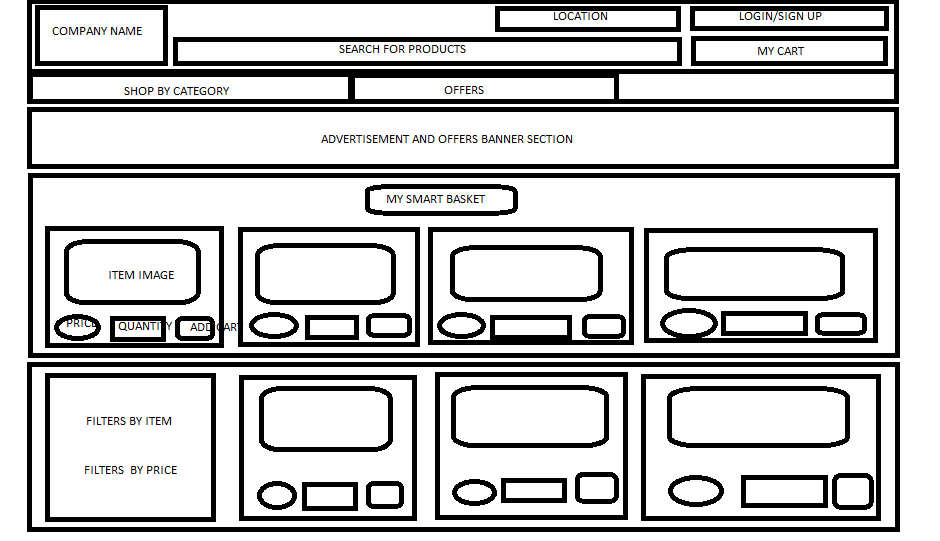 COMPANY NAME
LOCATION
LOGIN/SIGN UP
SEARCH FOR PRODUCTS
MY CART
SHOP BY CATEGORY
OFFERS
ADVERTISEMENT AND OFFERS BANNER SECTION
MY SMART BASKET
ITEM IMAGE
PRICE
QUANTITY
ADD CART
FILTERS BY ITEM
FILTERS  BY PRICE